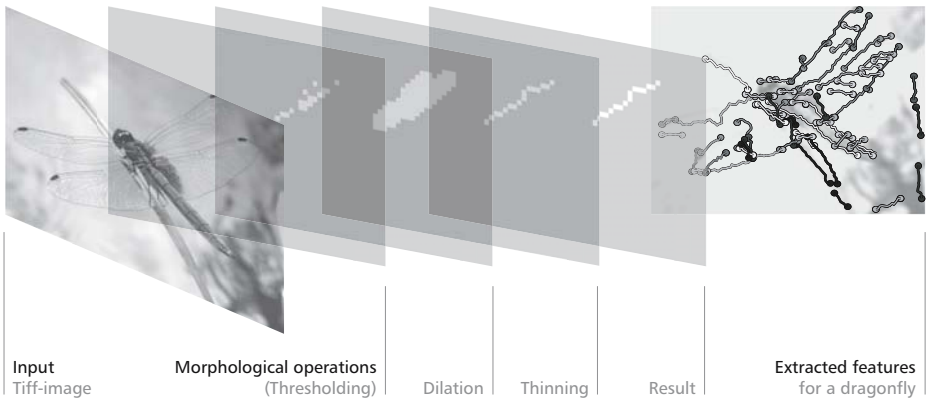 Input
Tiff-image
Morphological operations
(Thresholding)
Dilation
Thinning
Result
Extracted features
for a dragonfly